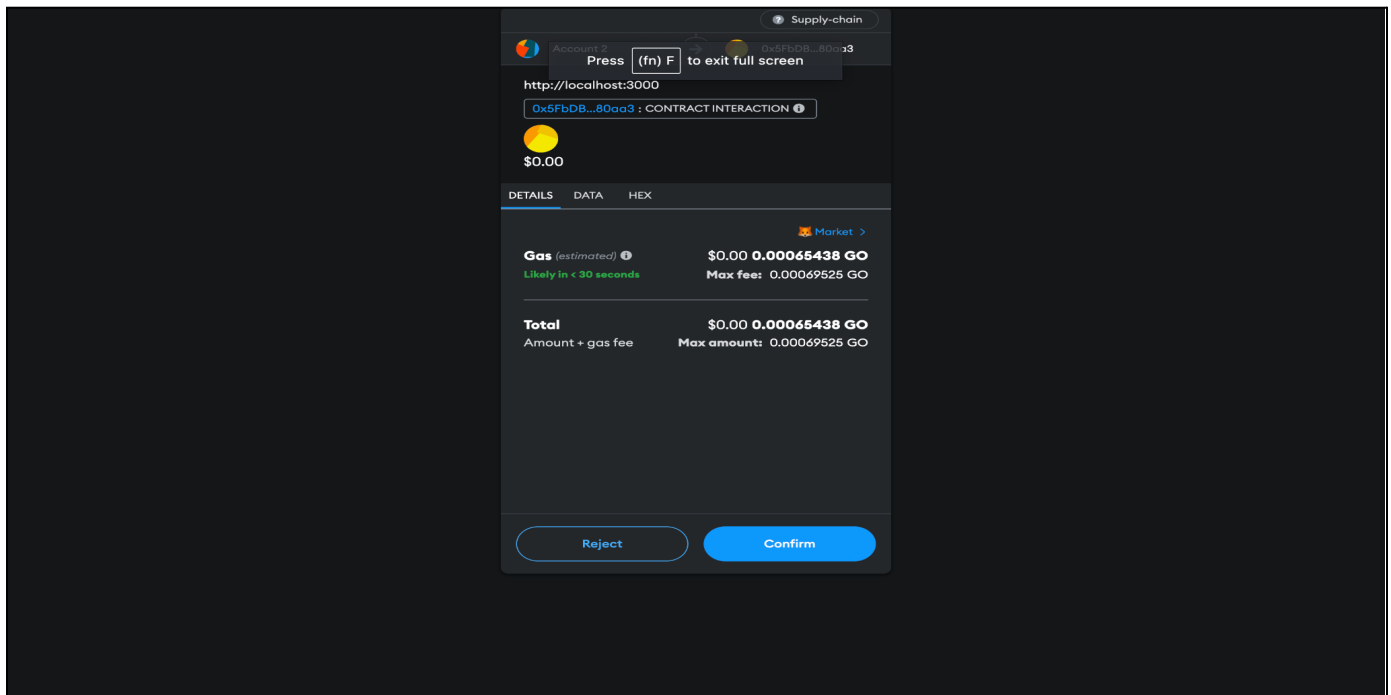 Supply-chain
Account 2 → 0x5FbDB...80aa3
Press (fn) F to exit full screen
http://localhost:3000
0x5FbDB...80aa3 : CONTRACT INTERACTION
$0.00
DETAILS DATA HEX
Market >
Gas (estimated) $0.00 0.00065438 GO
Likely in < 30 seconds Max fee: 0.00069525 GO
Total $0.00 0.00065438 GO
Amount + gas fee Max amount: 0.00069525 GO
Reject Confirm